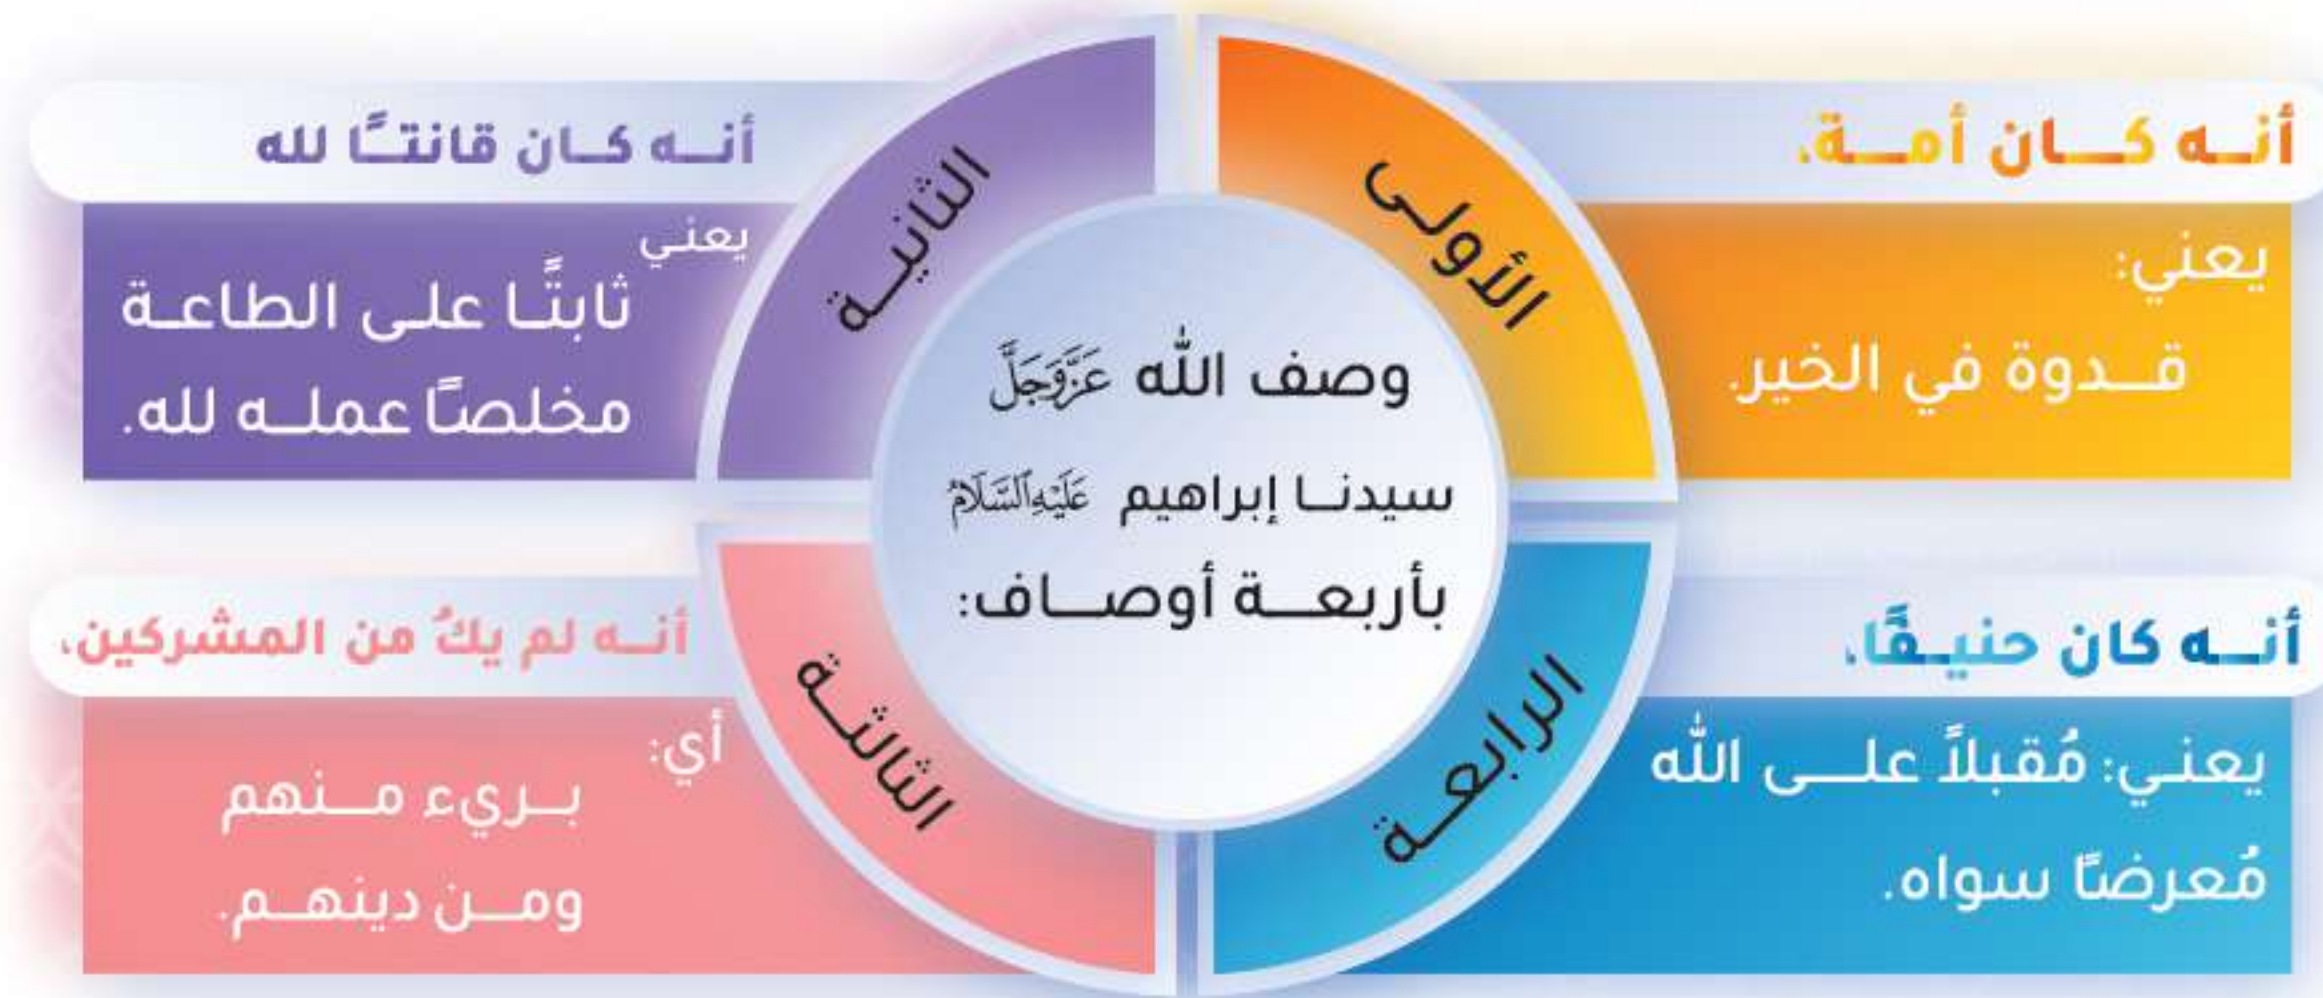 وصف الله عَزَّوَجَلَّ
سيدنا إبراهيم عَلَيْهِ السَّلَامُ
بأربعة أوصاف:
الأولى
أنه كان أمة،
يعني:
قدوة في الخير.
الثانية
أنه كان قانتًا لله
يعني
ثابتًا على الطاعة
مخلصًا عمله لله.
الثالثة
أنه لم يكُ من المشركين،
أي:
بريء منهم
ومن دينهم.
الرابعة
أنه كان حنيفًا،
يعني: مُقبلاً على الله
مُعرضًا سواه.